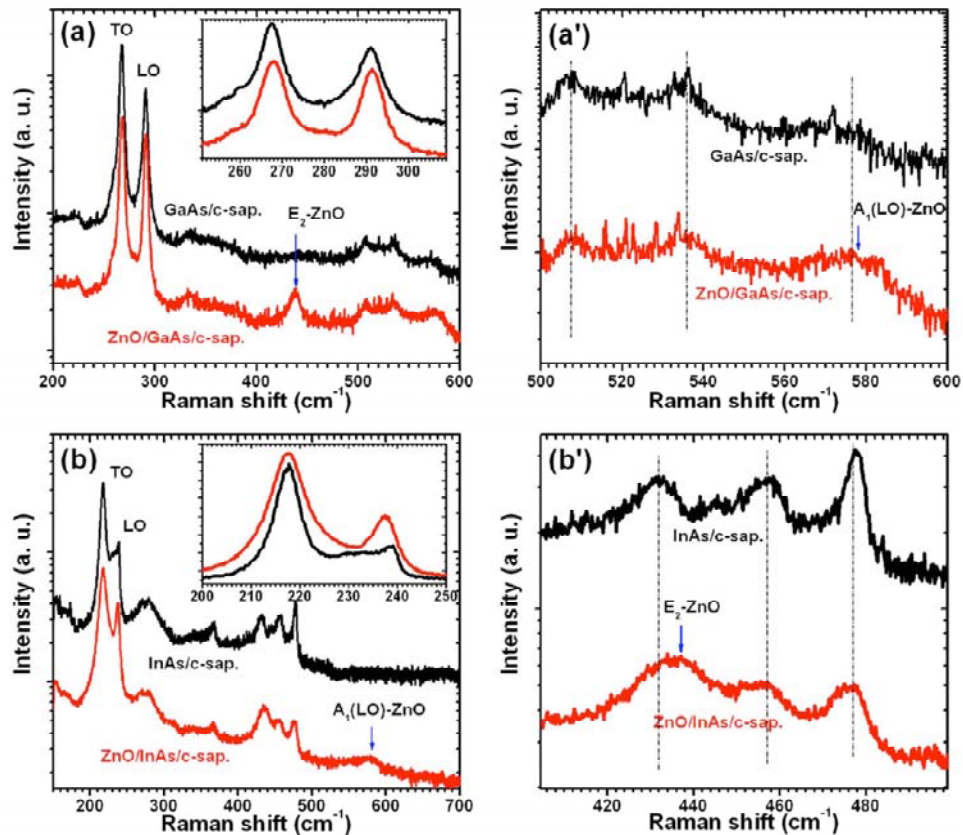 (a)
TO
LO
260 270 280 290 300
GaAs/c-sap.
E2-ZnO
ZnO/GaAs/c-sap.
Intensity (a. u.)
200 300 400 500 600
Raman shift (cm-1)
(a')
GaAs/c-sap.
A1(LO)-ZnO
ZnO/GaAs/c-sap.
Intensity (a. u.)
500 520 540 560 580 600
Raman shift (cm-1)
(b)
TO
LO
200 210 220 230 240 250
InAs/c-sap.
A1(LO)-ZnO
ZnO/InAs/c-sap.
Intensity (a. u.)
200 300 400 500 600 700
Raman shift (cm-1)
(b')
InAs/c-sap.
E2-ZnO
ZnO/InAs/c-sap.
Intensity (a. u.)
420 440 460 480
Raman shift (cm-1)